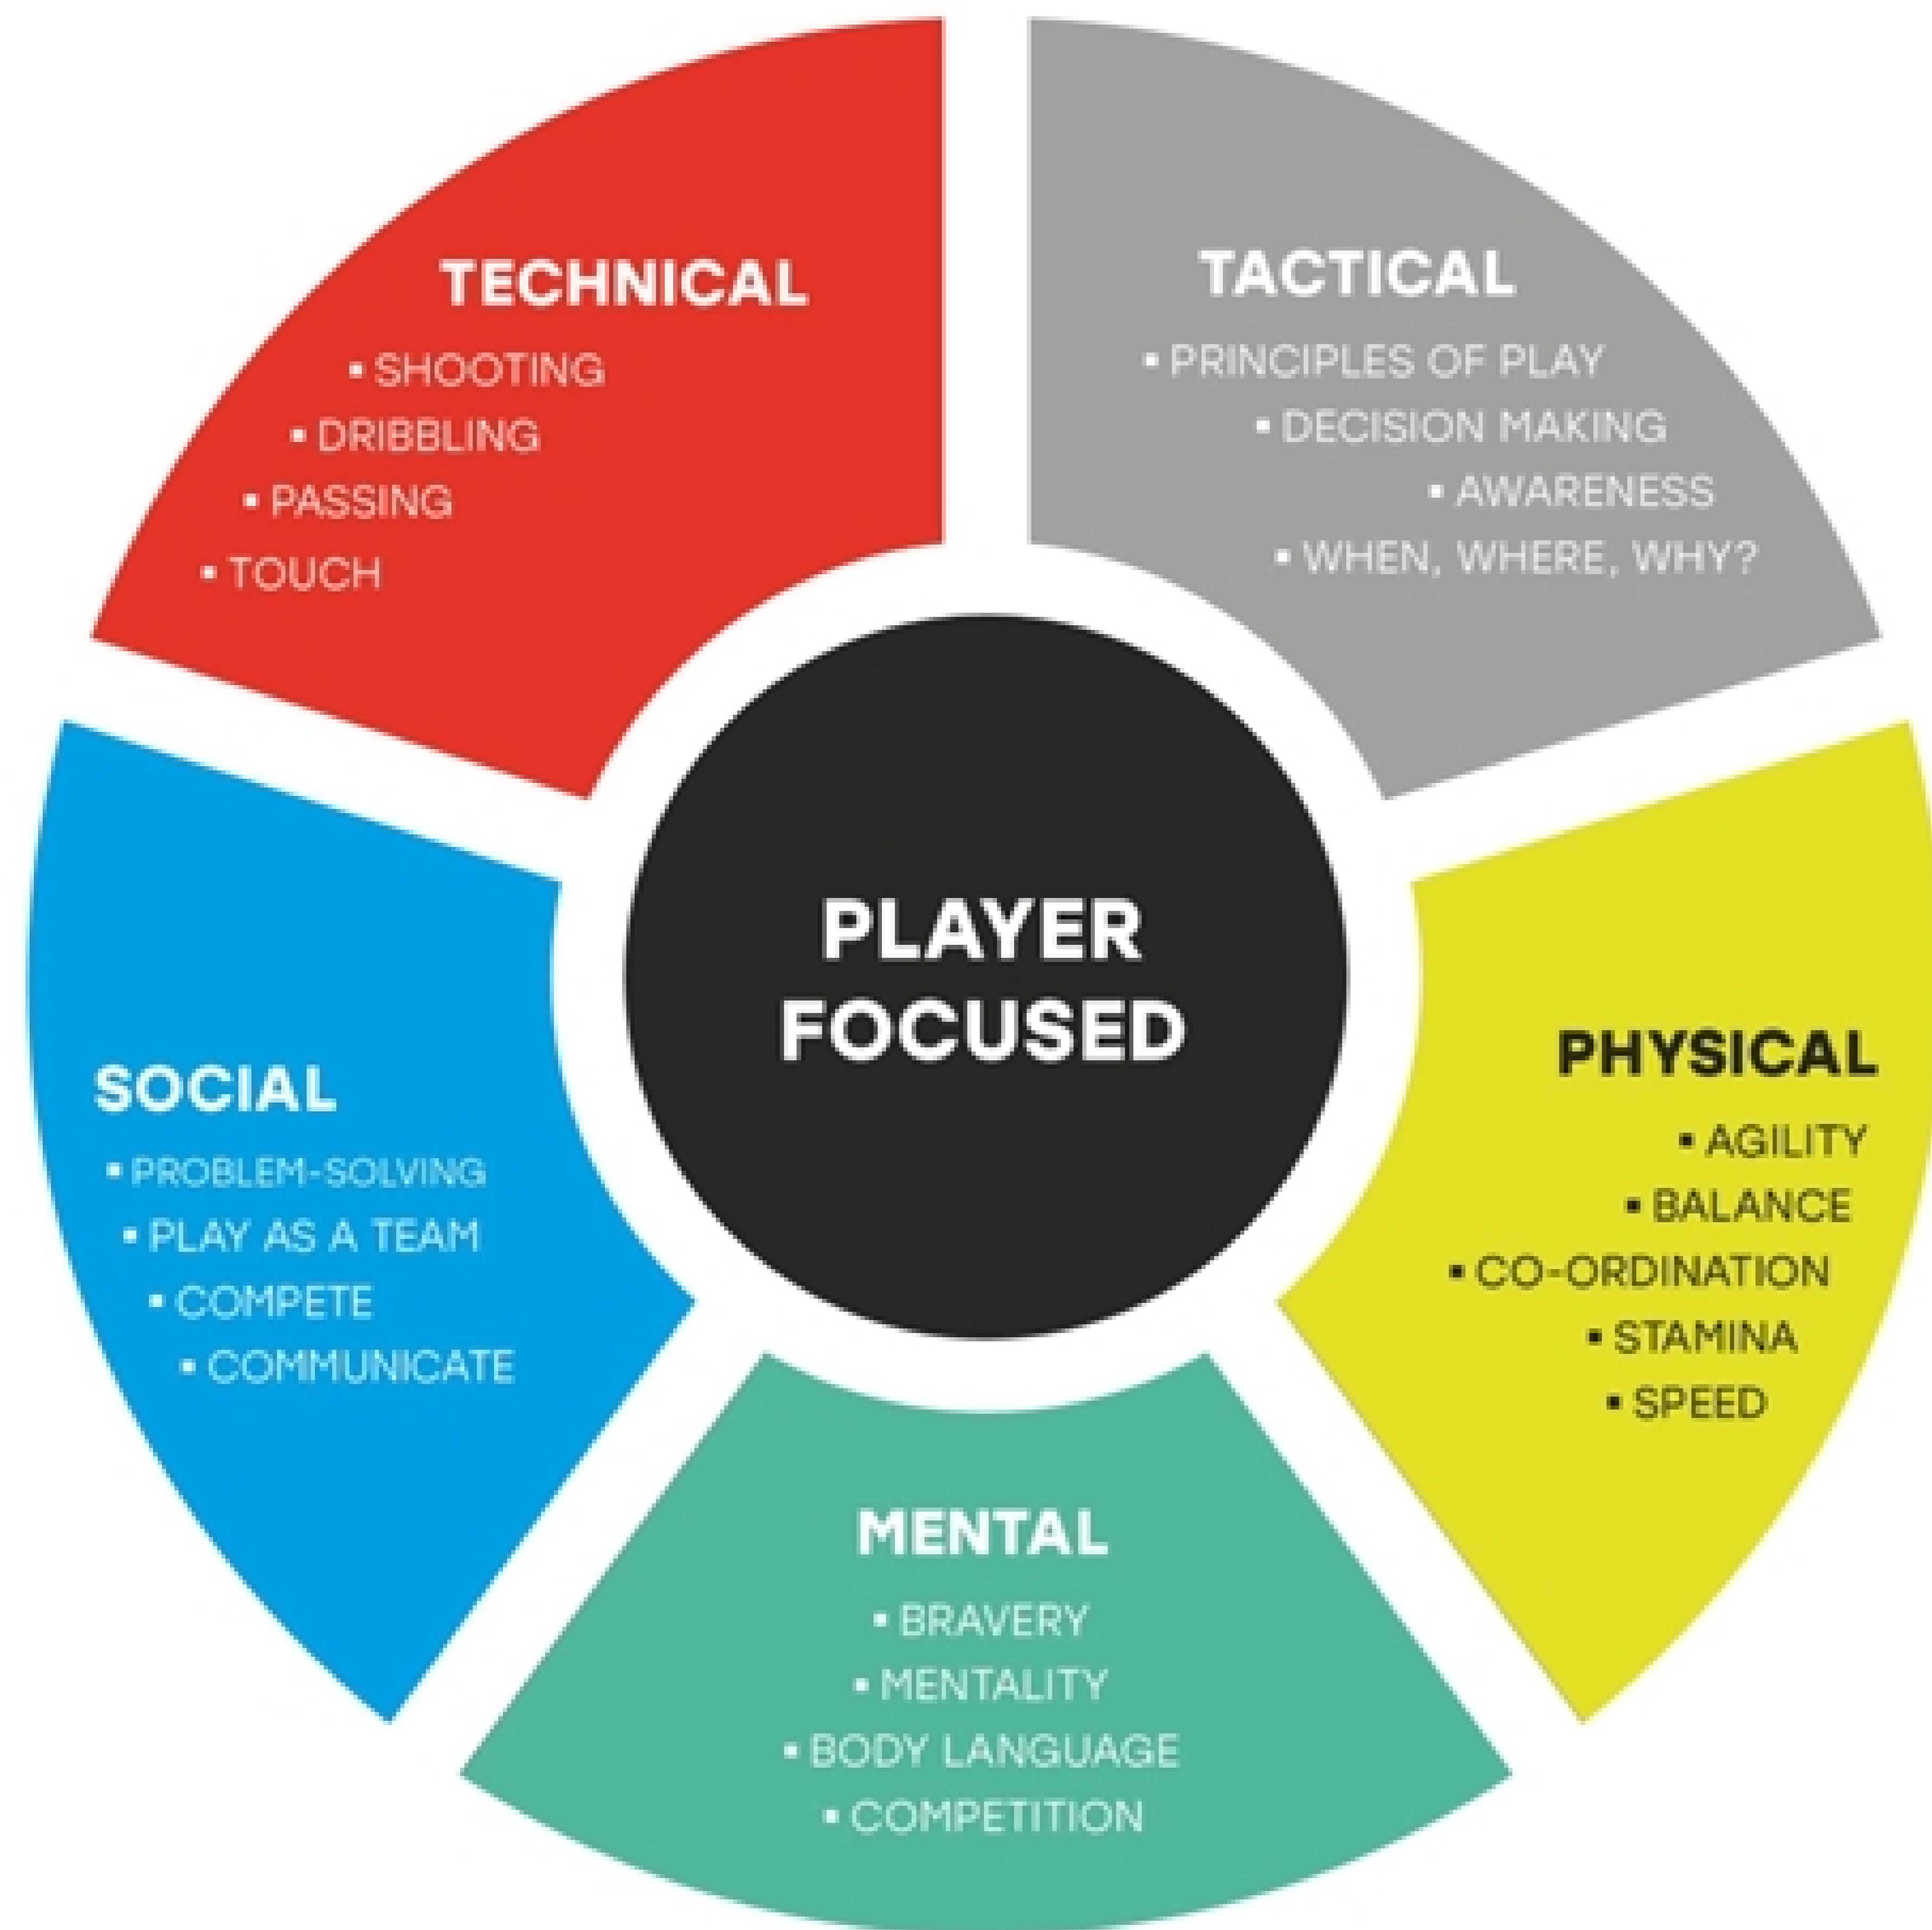 TECHNICAL
▪ SHOOTING
▪ DRIBBLING
▪ PASSING
▪ TOUCH
TACTICAL
▪ PRINCIPLES OF PLAY
▪ DECISION MAKING
▪ AWARENESS
▪ WHEN, WHERE, WHY?
PLAYER
FOCUSED
SOCIAL
▪ PROBLEM-SOLVING
▪ PLAY AS A TEAM
▪ COMPETE
▪ COMMUNICATE
PHYSICAL
▪ AGILITY
▪ BALANCE
▪ CO-ORDINATION
▪ STAMINA
▪ SPEED
MENTAL
▪ BRAVERY
▪ MENTALITY
▪ BODY LANGUAGE
▪ COMPETITION